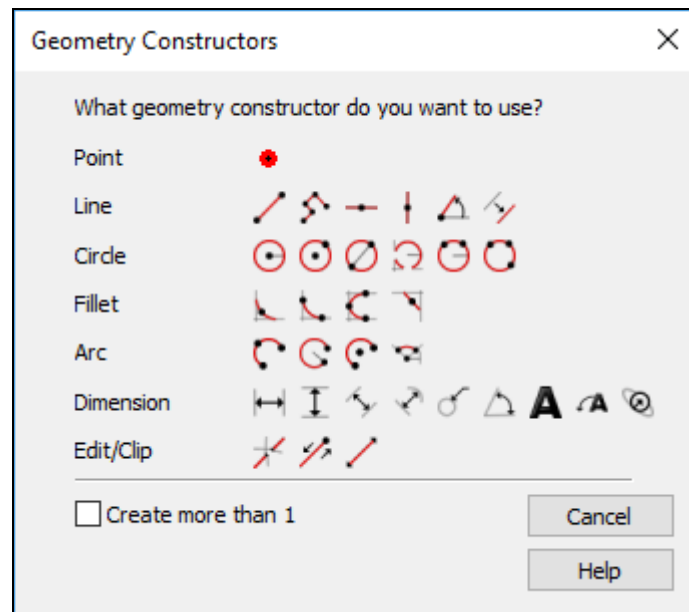 Geometry Constructors
What geometry constructor do you want to use?
Point
Line
Circle
Fillet
Arc
Dimension
A A
Edit/Clip
Create more than 1
Cancel
Help